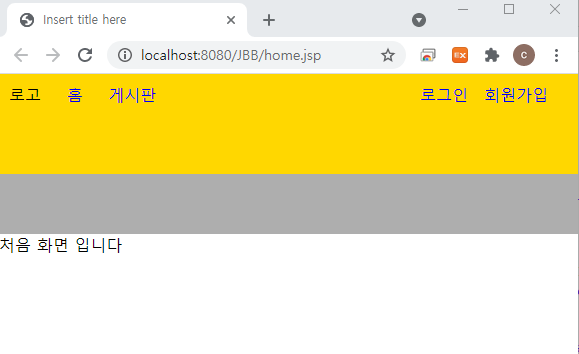 Insert title here
localhost:8080/JBB/home.jsp
EX
C
로고 홈 게시판 로그인 회원가입
처음 화면 입니다